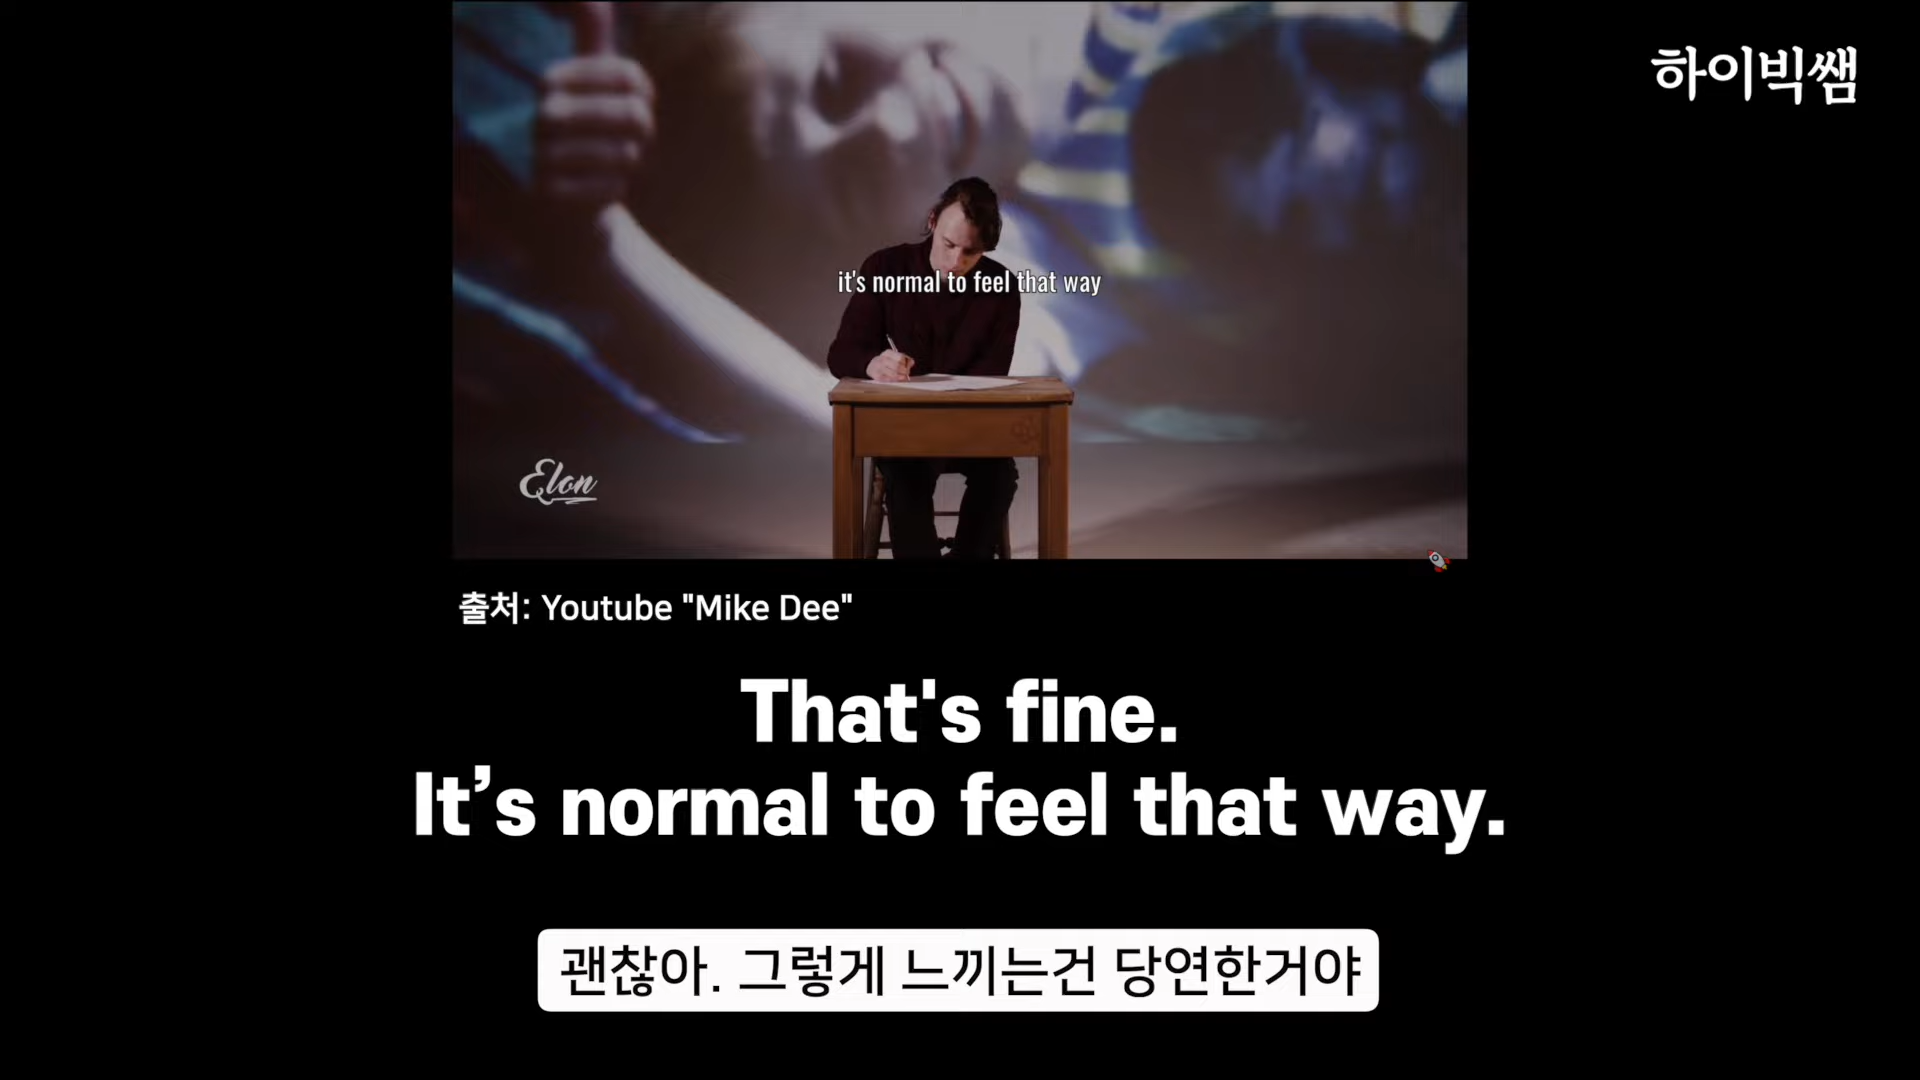 하이빅쌤
it's normal to feel that way
Elon
출처: Youtube "Mike Dee"
That's fine.
It’s normal to feel that way.
괜찮아. 그렇게 느끼는건 당연한거야